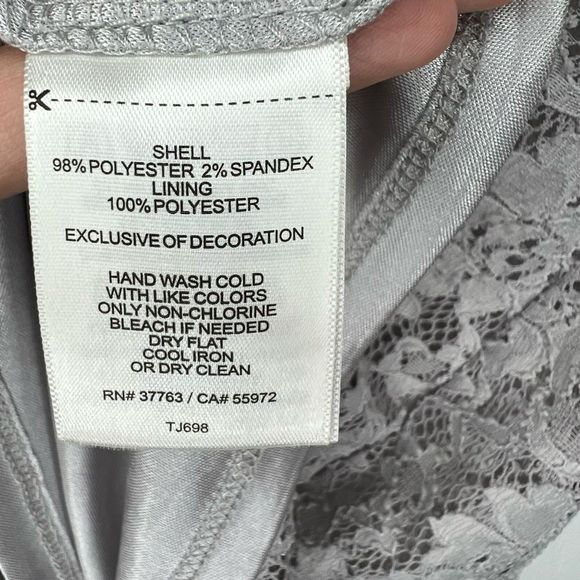 SHELL
98% POLYESTER 2% SPANDEX
LINING
100% POLYESTER
EXCLUSIVE OF DECORATION
HAND WASH COLD
WITH LIKE COLORS
ONLY NON-CHLORINE
BLEACH IF NEEDED
DRY FLAT
COOL IRON
OR DRY CLEAN
RN# 37763 / CA# 55972
TJ698